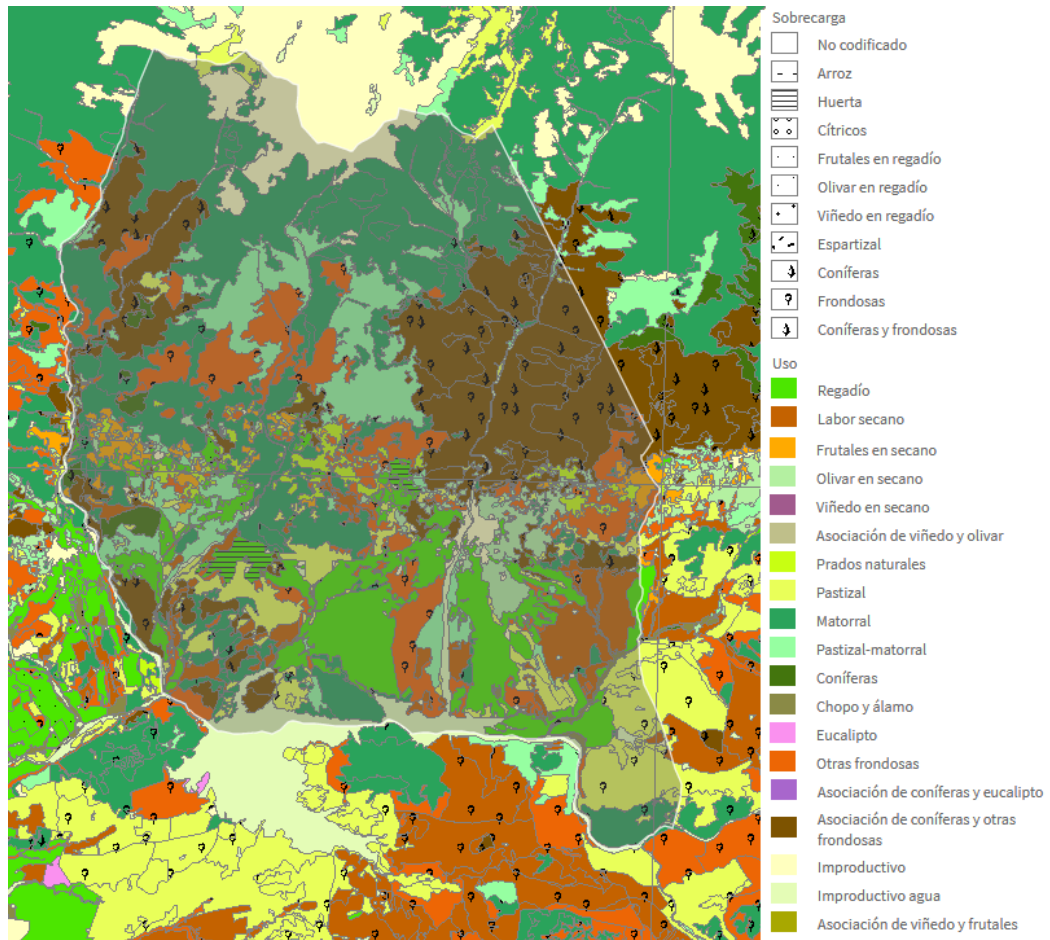 Sobrecarga
No codificado
Arroz
Huerta
Cítricos
Frutales en regadío
Olivar en regadío
Viñedo en regadío
Espartizal
Coníferas
Frondosas
Coníferas y frondosas
Uso
Regadío
Labor secano
Frutales en secano
Olivar en secano
Viñedo en secano
Asociación de viñedo y olivar
Prados naturales
Pastizal
Matorral
Pastizal-matorral
Coníferas
Chopo y álamo
Eucalipto
Otras frondosas
Asociación de coníferas y eucalipto
Asociación de coníferas y otras
frondosas
Improductivo
Improductivo agua
Asociación de viñedo y frutales